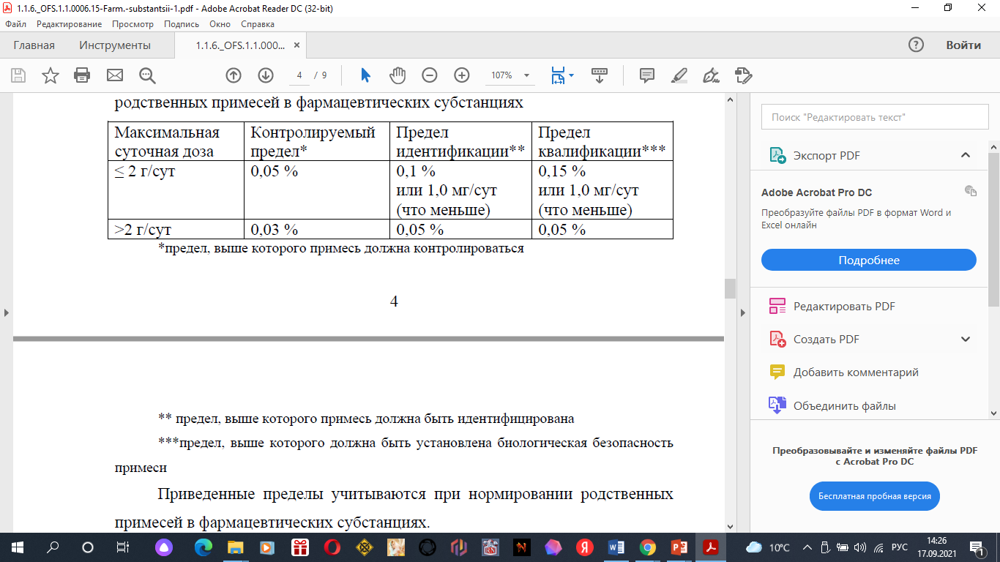 1.1.6._OFS.1.1.0006.15-Farm.-substantsii-1.pdf - Adobe Acrobat Reader DC (32-bit)
Файл Редактирование Просмотр Подпись Окно Справка
Главная Инструменты 1.1.6._OFS.1.1.000... × Войти
4 / 9 107%
родственных примесей в фармацевтических субстанциях
Максимальная Контролируемый Предел Предел
суточная доза предел* идентификации** квалификации***
≤ 2 г/сут 0,05 % 0,1 % 0,15 %
или 1,0 мг/сут или 1,0 мг/сут
(что меньше) (что меньше)
>2 г/сут 0,03 % 0,05 % 0,05 %
*предел, выше которого примесь должна контролироваться
4
** предел, выше которого примесь должна быть идентифицирована
***предел, выше которого должна быть установлена биологическая безопасность
примеси
Приведенные пределы учитываются при нормировании родственных
примесей в фармацевтических субстанциях.
Поиск "Редактировать текст"
Экспорт PDF
Adobe Acrobat Pro DC
Преобразуйте файлы PDF в формат Word и
Excel онлайн
Подробнее
Редактировать PDF
Создать PDF
Добавить комментарий
Объединить файлы
Преобразовывайте и изменяйте файлы PDF
с Acrobat Pro DC
Бесплатная пробная версия
10°C РУС 14:26
17.09.2021